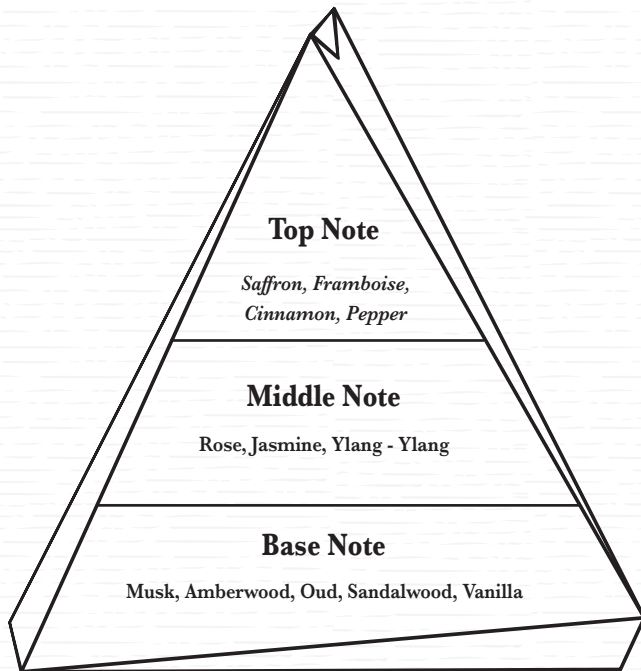 Top Note
Saffron, Framboise,
Cinnamon, Pepper
Middle Note
Rose, Jasmine, Ylang - Ylang
Base Note
Musk, Amberwood, Oud, Sandalwood, Vanilla